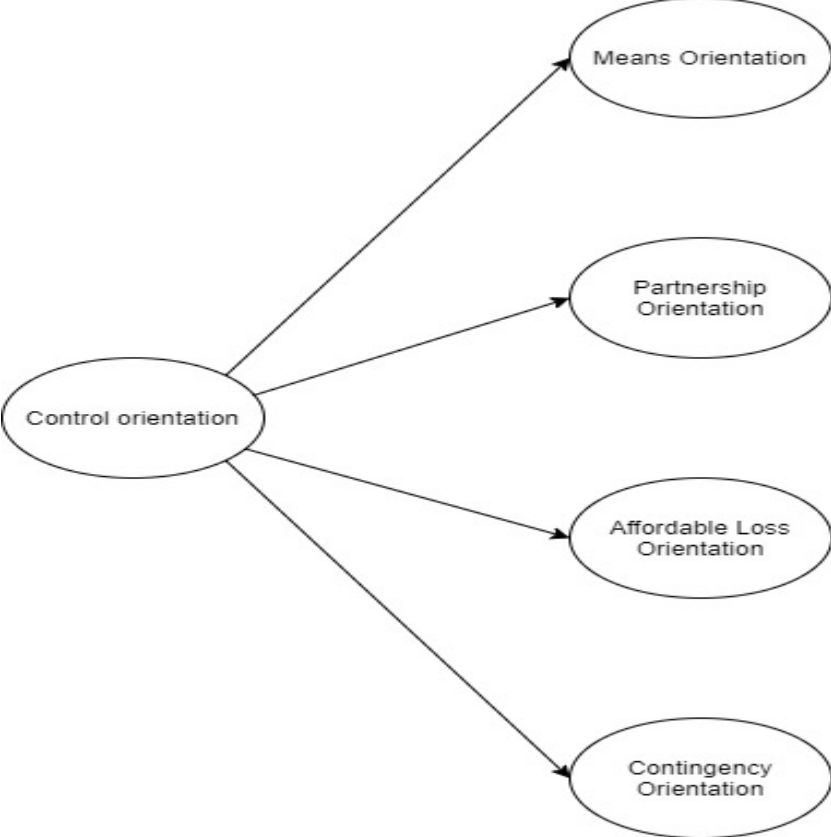 Means Orientation
Partnership
Orientation
Control orientation
Affordable Loss
Orientation
Contingency
Orientation